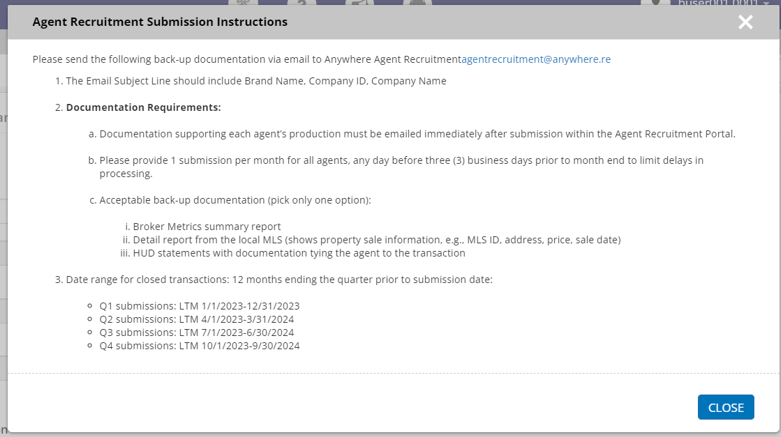 Agent Recruitment Submission Instructions
Please send the following back-up documentation via email to Anywhere Agent Recruitmentagentrecruitment@anywhere.re
1. The Email Subject Line should include Brand Name, Company ID, Company Name
2. Documentation Requirements:
a. Documentation supporting each agent's production must be emailed immediately after submission within the Agent Recruitment Portal.
b. Please provide 1 submission per month for all agents, any day before three (3) business days prior to month end to limit delays in
processing.
c. Acceptable back-up documentation (pick only one option):
i. Broker Metrics summary report
ii. Detail report from the local MLS (shows property sale information, e.g., MLS ID, address, price, sale date)
iii. HUD statements with documentation tying the agent to the transaction
3. Date range for closed transactions: 12 months ending the quarter prior to submission date:
Q1 submissions: LTM 1/1/2023-12/31/2023
Q2 submissions: LTM 4/1/2023-3/31/2024
Q3 submissions: LTM 7/1/2023-6/30/2024
Q4 submissions: LTM 10/1/2023-9/30/2024
CLOSE